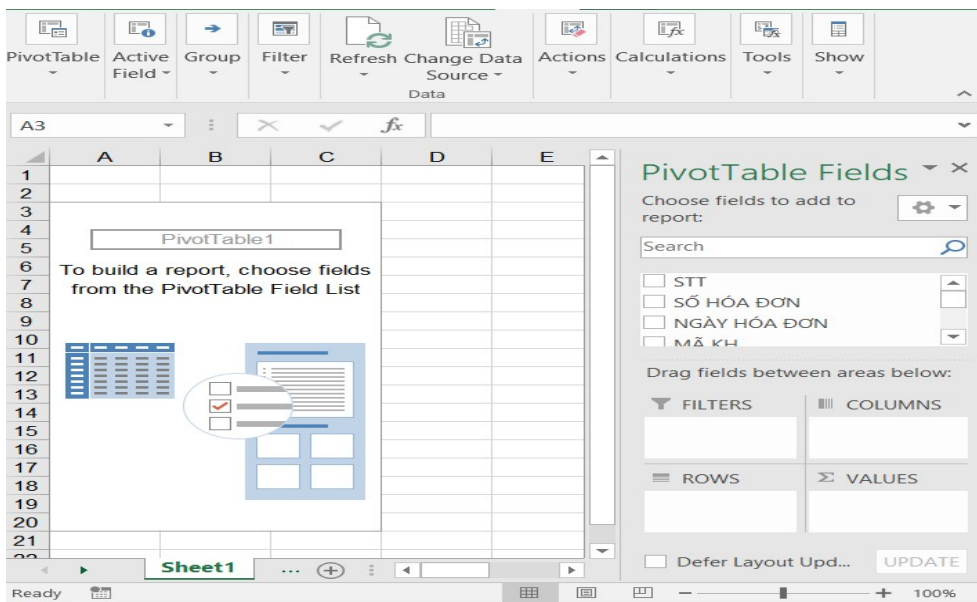 PivotTable Active Field Group Filter Refresh Change Data Source Actions Calculations Tools Show
Data
A3 fx
A B C D E
1
2
3
4
5
6
7
8
9
10
11
12
13
14
15
16
17
18
19
20
21
22
PivotTable1
To build a report, choose fields
from the PivotTable Field List
PivotTable Fields
Choose fields to add to
report:
Search
STT
SỐ HÓA ĐƠN
NGÀY HÓA ĐƠN
MÃ KH
Drag fields between areas below:
FILTERS
COLUMNS
ROWS
Σ VALUES
Defer Layout Upd... UPDATE
Sheet1 ...
Ready 100%